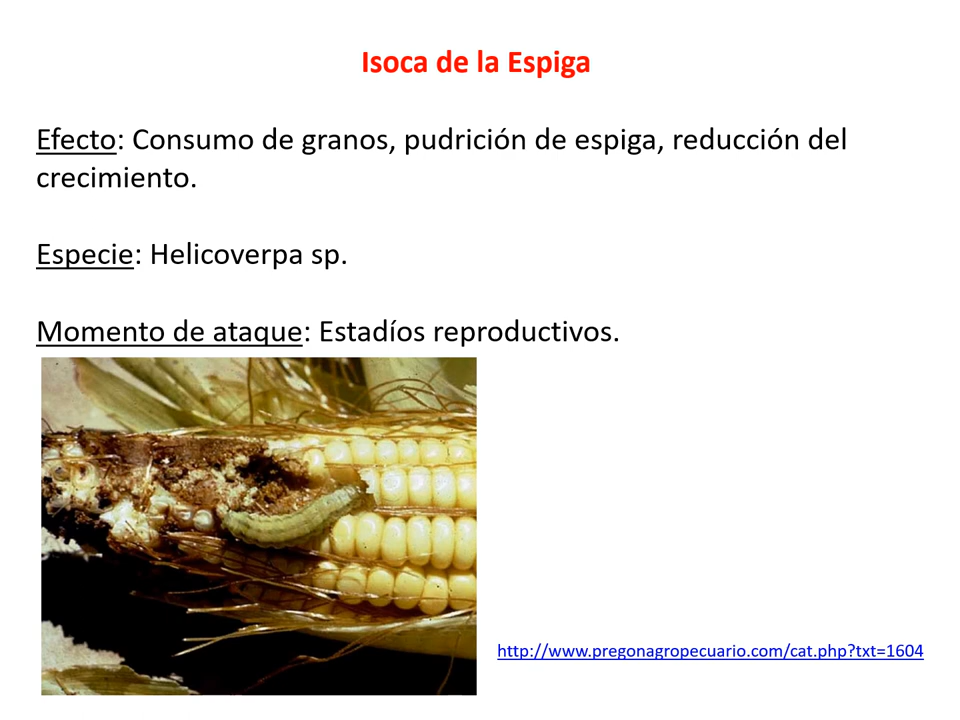 Isoca de la Espiga
Efecto: Consumo de granos, pudrición de espiga, reducción del
crecimiento.
Especie: Helicoverpa sp.
Momento de ataque: Estadíos reproductivos.
http://www.pregonagropecuario.com/cat.php?txt=1604